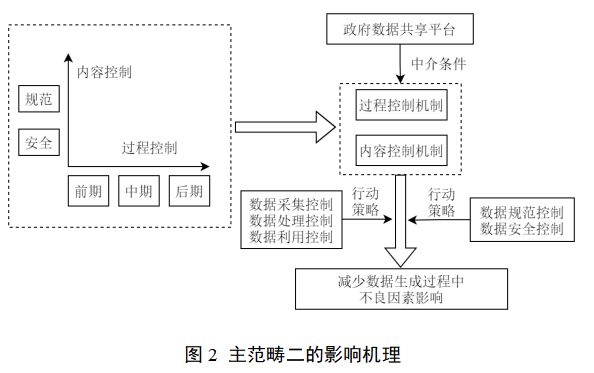 政府数据共享平台
中介条件
内容控制
规范
安全
过程控制
前期
中期
后期
过程控制机制
内容控制机制
数据采集控制
数据处理控制
数据利用控制
行动
策略
行动
策略
数据规范控制
数据安全控制
减少数据生成过程中
不良因素影响
图 2 主范畴二的影响机理